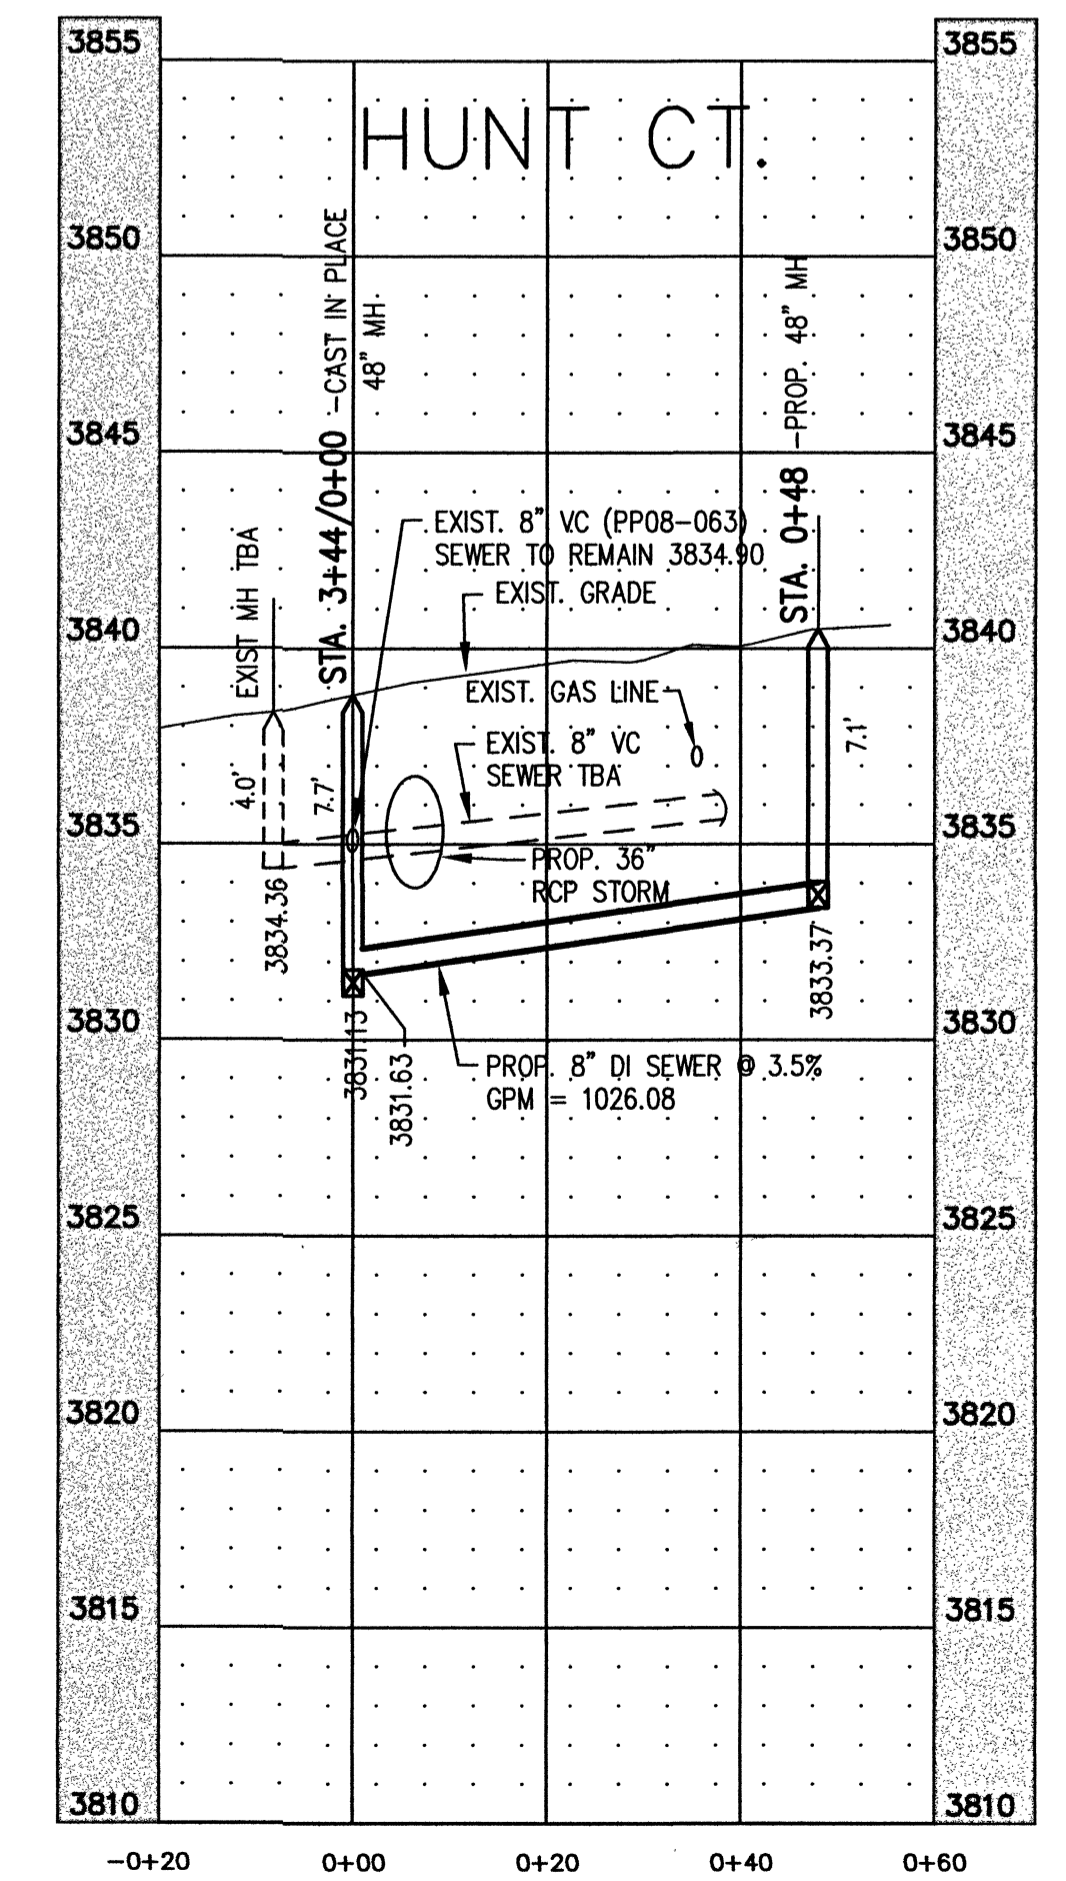 HUNT CT.
3855
3855
3850
3850
3845
3845
3840
3840
3835
3835
3830
3830
3825
3825
3820
3820
3815
3815
3810
3810
EXIST MH TBA
STA. 3+44/0+00 -CAST IN PLACE
48" MH
STA. 0+48 -PROP. 48" MH
EXIST. 8" VC (PP08-063)
SEWER TO REMAIN 3834.90
EXIST. GRADE
EXIST. GAS LINE
EXIST. 8" VC
SEWER TBA
4.0'
7.7'
7.1'
PROP. 36"
RCP STORM
3834.36
3833.37
3831.13
3831.63
PROP. 8" DI SEWER @ 3.5%
GPM = 1026.08
-0+20
0+00
0+20
0+40
0+60